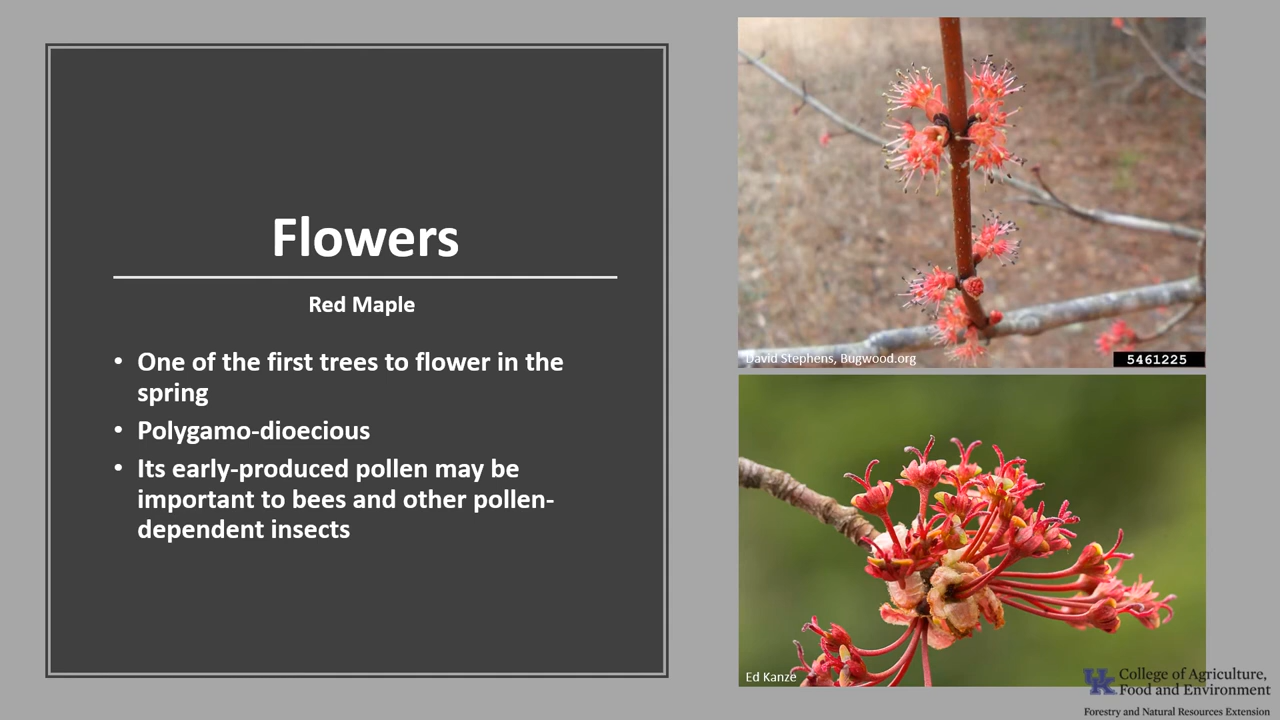 Flowers
Red Maple
• One of the first trees to flower in the
spring
• Polygamo-dioecious
• Its early-produced pollen may be
important to bees and other pollen-
dependent insects
David Stephens, Bugwood.org
5461225
Ed Kanze
UK
College of Agriculture,
Food and Environment
Forestry and Natural Resources Extension